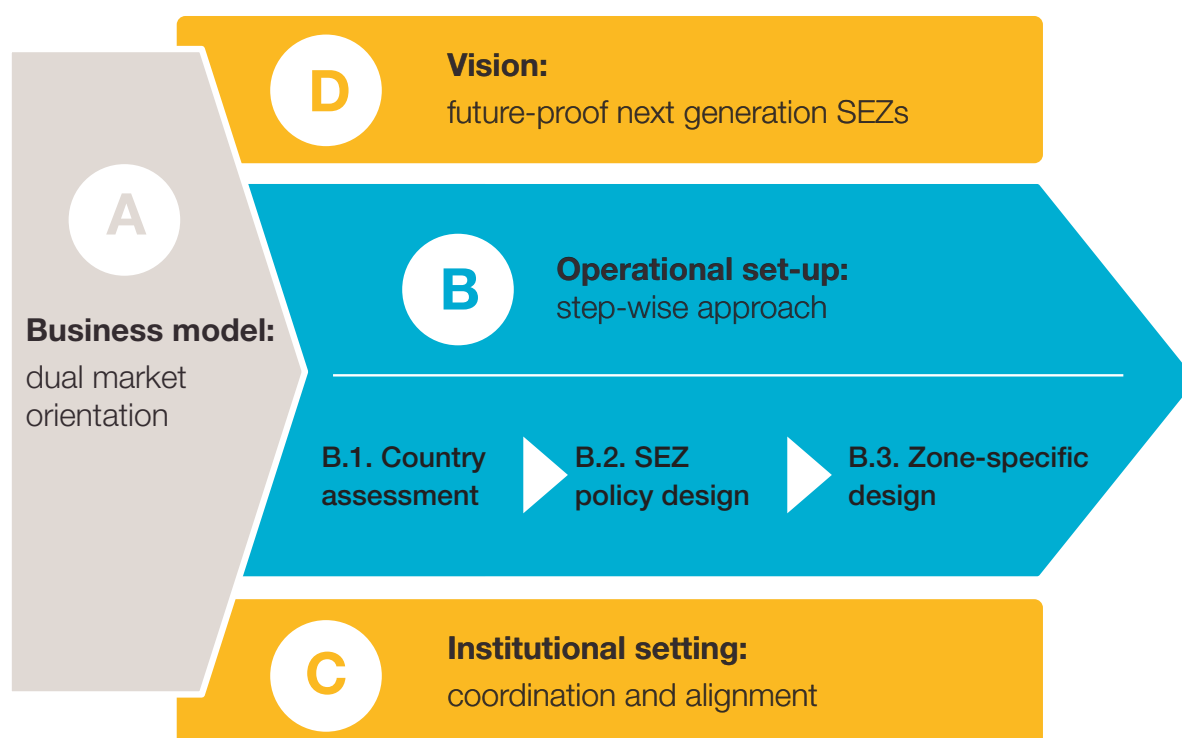 A
Business model:
dual market
orientation
D
Vision:
future-proof next generation SEZs
B
Operational set-up:
step-wise approach
B.1. Country
assessment
B.2. SEZ
policy design
B.3. Zone-specific
design
C
Institutional setting:
coordination and alignment